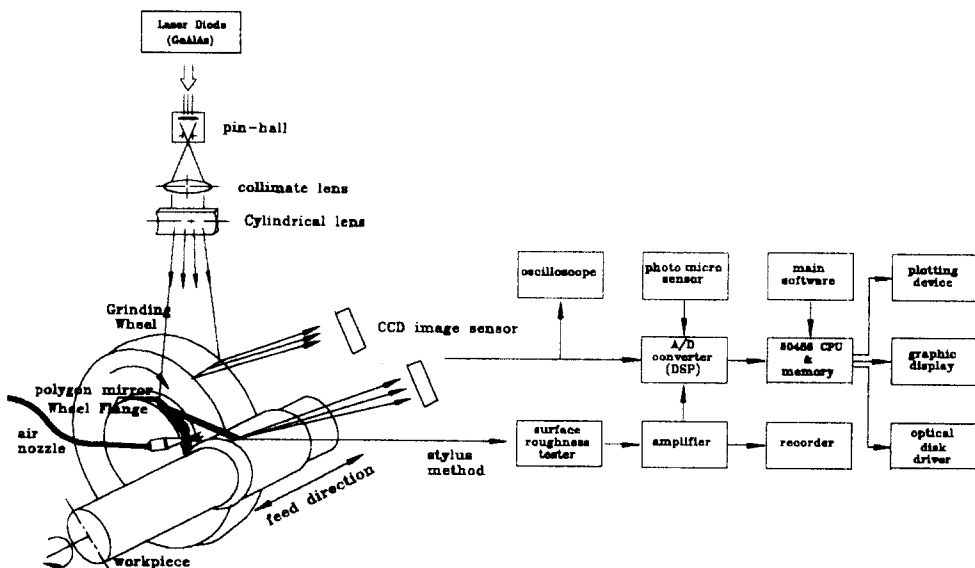 Laser Diode
(GaAlAs)
pin-hall
collimate lens
Cylindrical lens
Grinding
Wheel
CCD image sensor
polygon mirror
Wheel Flange
air
nozzle
feed direction
workpiece
stylus
method
oscilloscope
photo micro
sensor
main
software
plotting
device
A/D
converter
(DSP)
80486 CPU
&
memory
graphic
display
surface
roughness
tester
amplifier
recorder
optical
disk
driver